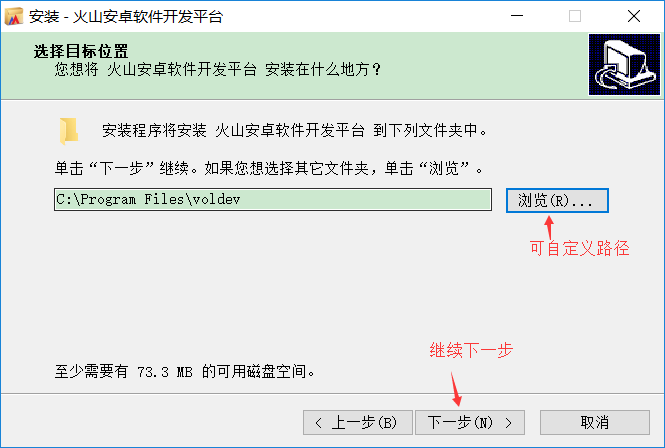 安装 - 火山安卓软件开发平台
选择目标位置
您想将 火山安卓软件开发平台 安装在什么地方？
安装程序将安装 火山安卓软件开发平台 到下列文件夹中。
单击“下一步”继续。如果您想选择其它文件夹，单击“浏览”。
C:\Program Files\voldev
浏览(R)...
可自定义路径
继续下一步
至少需要有 73.3 MB 的可用磁盘空间。
< 上一步(B)
下一步(N) >
取消